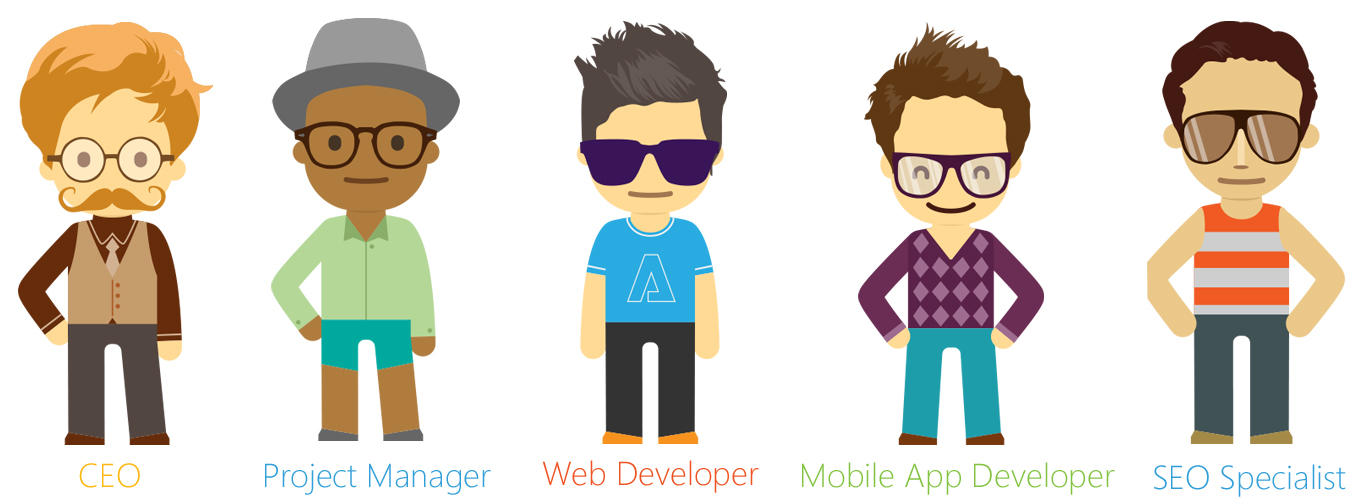 CEO
Project Manager
Web Developer
Mobile App Developer
SEO Specialist